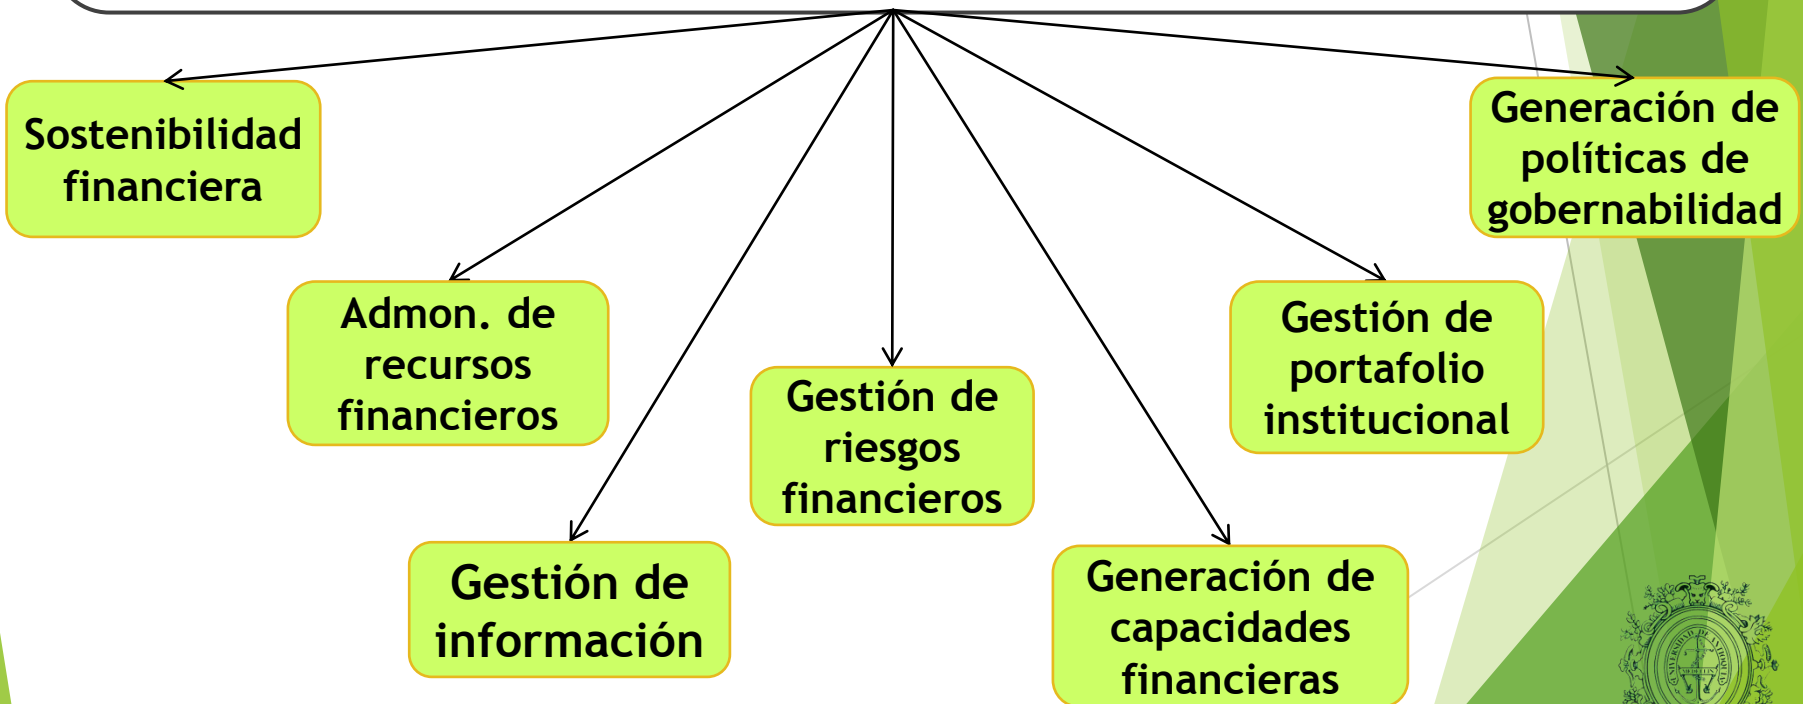 Sostenibilidad
financiera
Generación de
políticas de
gobernabilidad
Admon. de
recursos
financieros
Gestión de
portafolio
institucional
Gestión de
riesgos
financieros
Gestión de
información
Generación de
capacidades
financieras